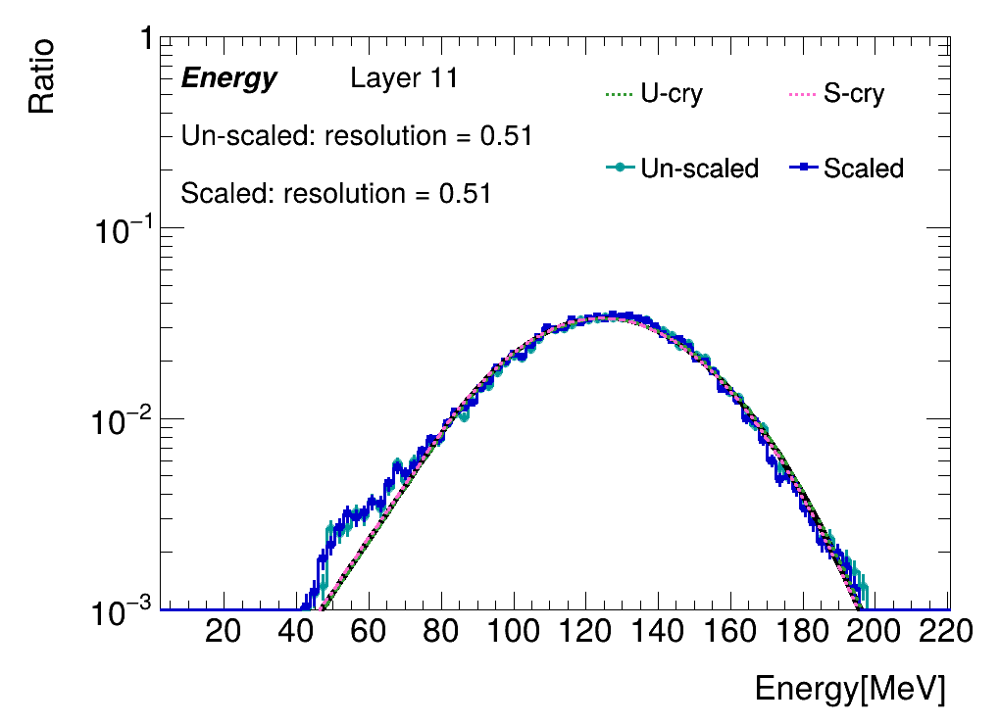 Ratio
1
Energy Layer 11
U-cry S-cry
Un-scaled: resolution = 0.51
Un-scaled Scaled
Scaled: resolution = 0.51
10⁻¹
10⁻²
10⁻³
20 40 60 80 100 120 140 160 180 200 220
Energy[MeV]